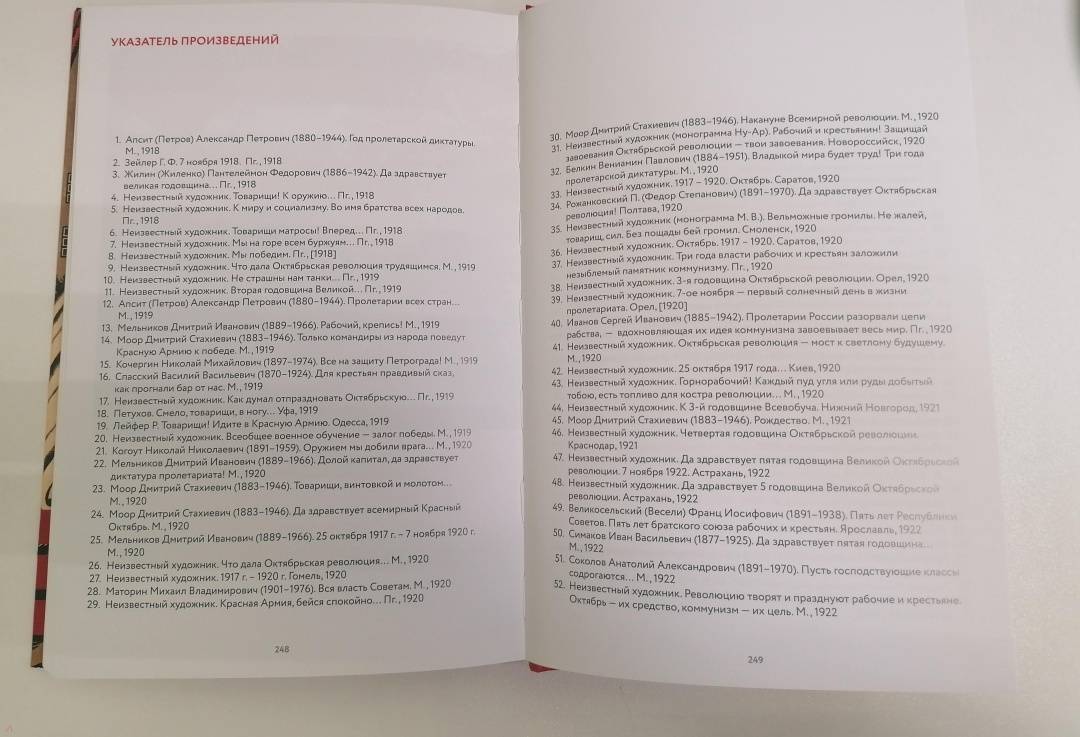 УКАЗАТЕЛЬ ПРОИЗВЕДЕНИЙ
1. Апсит (Петров) Александр Петрович (1880–1944). Год пролетарской диктатуры.
М., 1918
2. Зейлер Г. Ф. 7 ноября 1918. Пг., 1918
3. Жилин (Жиленко) Пантелеймон Федорович (1886–1942). Да здравствует
великая годовщина... Пг., 1918
4. Неизвестный художник. Товарищи! К оружию... Пг., 1918
5. Неизвестный художник. К миру и социализму. Во имя братства всех народов.
Пг., 1918
6. Неизвестный художник. Товарищи матросы! Вперед... Пг., 1918
7. Неизвестный художник. Мы на горе всем буржуям... Пг., 1918
8. Неизвестный художник. Мы победим. Пг., [1918]
9. Неизвестный художник. Что дала Октябрьская революция трудящимся. М., 1919
10. Неизвестный художник. Не страшны нам танки... Пг., 1919
11. Неизвестный художник. Вторая годовщина Великой... Пг., 1919
12. Апсит (Петров) Александр Петрович (1880–1944). Пролетарии всех стран...
М., 1919
13. Мельников Дмитрий Иванович (1889–1966). Рабочий, крепись! М., 1919
14. Моор Дмитрий Стахиевич (1883–1946). Только командиры из народа поведут
Красную Армию к победе. М., 1919
15. Кочергин Николай Михайлович (1897–1974). Все на защиту Петрограда! М., 1919
16. Спасский Василий Васильевич (1870–1924). Для крестьян правдивый сказ,
как прогнали бар от нас. М., 1919
17. Неизвестный художник. Как думал отпраздновать Октябрьскую... Пг., 1919
18. Петухов. Смело, товарищи, в ногу... Уфа, 1919
19. Лейфер Р. Товарищи! Идите в Красную Армию. Одесса, 1919
20. Неизвестный художник. Всеобщее военное обучение — залог победы. М., 1919
21. Когоут Николай Николаевич (1891–1959). Оружием мы добили врага... М., 1920
22. Мельников Дмитрий Иванович (1889–1966). Долой капитал, да здравствует
диктатура пролетариата! М., 1920
23. Моор Дмитрий Стахиевич (1883–1946). Товарищи, винтовкой и молотом...
М., 1920
24. Моор Дмитрий Стахиевич (1883–1946). Да здравствует всемирный Красный
Октябрь. М., 1920
25. Мельников Дмитрий Иванович (1889–1966). 25 октября 1917 г. – 7 ноября 1920 г.
М., 1920
26. Неизвестный художник. Что дала Октябрьская революция... М., 1920
27. Неизвестный художник. 1917 г. – 1920 г. Гомель, 1920
28. Маторин Михаил Владимирович (1901–1976). Вся власть Советам. М., 1920
29. Неизвестный художник. Красная Армия, бейся спокойно... Пг., 1920
248
30. Моор Дмитрий Стахиевич (1883–1946). Накануне Всемирной революции. М., 1920
31. Неизвестный художник (монограмма Ну-Ар). Рабочий и крестьянин! Защищай
завоевания Октябрьской революции — твои завоевания. Новороссийск, 1920
32. Белкин Вениамин Павлович (1884–1951). Владыкой мира будет труд! Три года
пролетарской диктатуры. М., 1920
33. Неизвестный художник. 1917 – 1920. Октябрь. Саратов, 1920
34. Рожанковский П. (Федор Степанович) (1891–1970). Да здравствует Октябрьская
революция! Полтава, 1920
35. Неизвестный художник (монограмма М. В.). Вельможные громилы. Не жалей,
товарищ, сил. Без пощады бей громил. Смоленск, 1920
36. Неизвестный художник. Октябрь. 1917 – 1920. Саратов, 1920
37. Неизвестный художник. Три года власти рабочих и крестьян заложили
незыблемый памятник коммунизму. Пг., 1920
38. Неизвестный художник. 3-я годовщина Октябрьской революции. Орел, 1920
39. Неизвестный художник. 7-ое ноября — первый солнечный день в жизни
пролетариата. Орел, [1920]
40. Иванов Сергей Иванович (1885–1942). Пролетарии России разорвали цепи
рабства, — вдохновляющая их идея коммунизма завоевывает весь мир. Пг., 1920
41. Неизвестный художник. Октябрьская революция — мост к светлому будущему.
М., 1920
42. Неизвестный художник. 25 октября 1917 года... Киев, 1920
43. Неизвестный художник. Горнорабочий! Каждый пуд угля или руды добытый
тобою, есть топливо для костра революции... М., 1920
44. Неизвестный художник. К 3-й годовщине Всевобуча. Нижний Новгород, 1921
45. Моор Дмитрий Стахиевич (1883–1946). Рождество. М., 1921
46. Неизвестный художник. Четвертая годовщина Октябрьской революции.
Краснодар, 1921
47. Неизвестный художник. Да здравствует пятая годовщина Великой Октябрьской
революции. 7 ноября 1922. Астрахань, 1922
48. Неизвестный художник. Да здравствует 5 годовщина Великой Октябрьской
революции. Астрахань, 1922
49. Великосельский (Весели) Франц Иосифович (1891–1938). Пять лет Республики
Советов. Пять лет братского союза рабочих и крестьян. Ярославль, 1922
50. Симаков Иван Васильевич (1877–1925). Да здравствует пятая годовщина...
М., 1922
51. Соколов Анатолий Александрович (1891–1970). Пусть господствующие классы
содрогаются... М., 1922
52. Неизвестный художник. Революцию творят и празднуют рабочие и крестьяне.
Октябрь — их средство, коммунизм — их цель. М., 1922
249